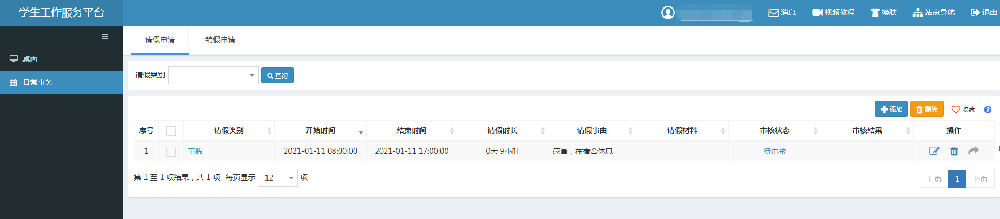 学生工作服务平台
消息 视频教程 换肤 站点导航 退出
桌面
日常事务
请假申请 销假申请
请假类别 查询
添加 删除 收藏
序号 请假类别 开始时间 结束时间 请假时长 请假事由 请假材料 审核状态 审核结果 操作
1 事假 2021-01-11 08:00:00 2021-01-11 17:00:00 0天 9小时 感冒，在宿舍休息 待审核
第 1 至 1 项结果，共 1 项 每页显示 12 项
上页 1 下页